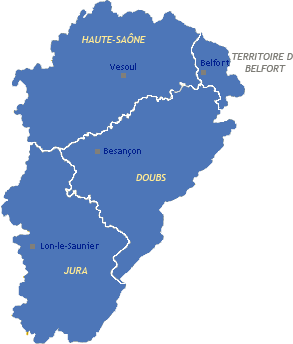 HAUTE-SAÔNE
TERRITOIRE D
BELFORT
Belfort
Vesoul
Besançon
DOUBS
Lon-le-Saunier
JURA